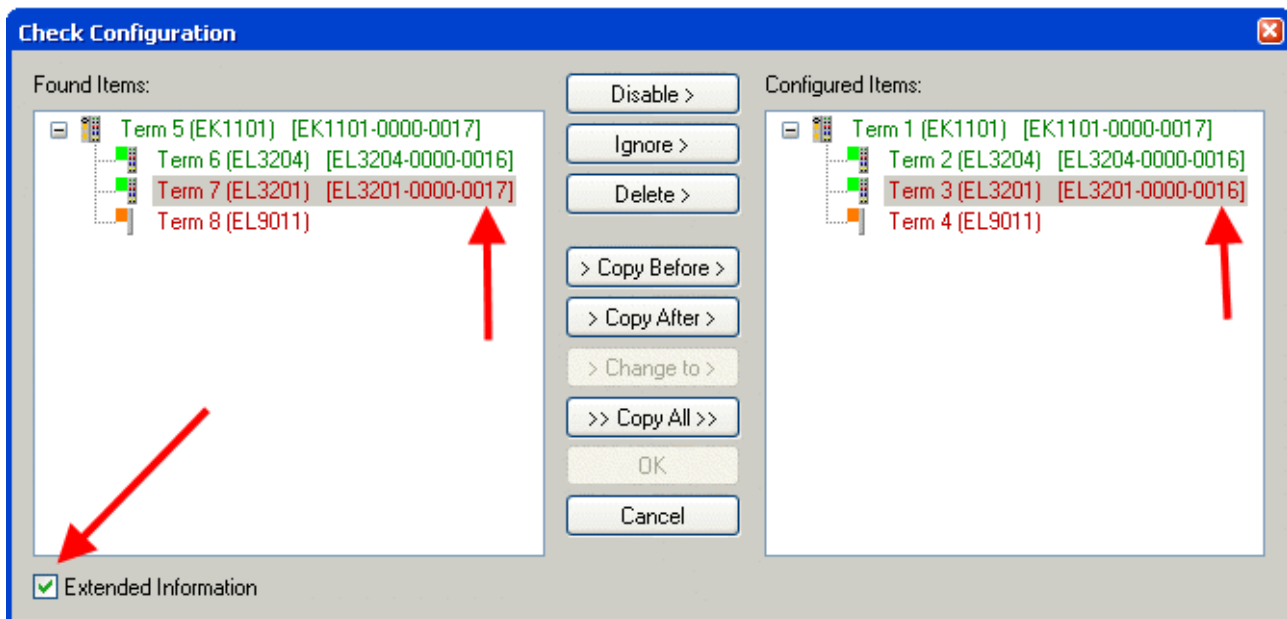 Check Configuration
Found Items:
Term 5 (EK1101) [EK1101-0000-0017]
Term 6 (EL3204) [EL3204-0000-0016]
Term 7 (EL3201) [EL3201-0000-0017]
Term 8 (EL9011)
Disable >
Ignore >
Delete >
> Copy Before >
> Copy After >
> Change to >
>> Copy All >>
OK
Cancel
Configured Items:
Term 1 (EK1101) [EK1101-0000-0017]
Term 2 (EL3204) [EL3204-0000-0016]
Term 3 (EL3201) [EL3201-0000-0016]
Term 4 (EL9011)
Extended Information